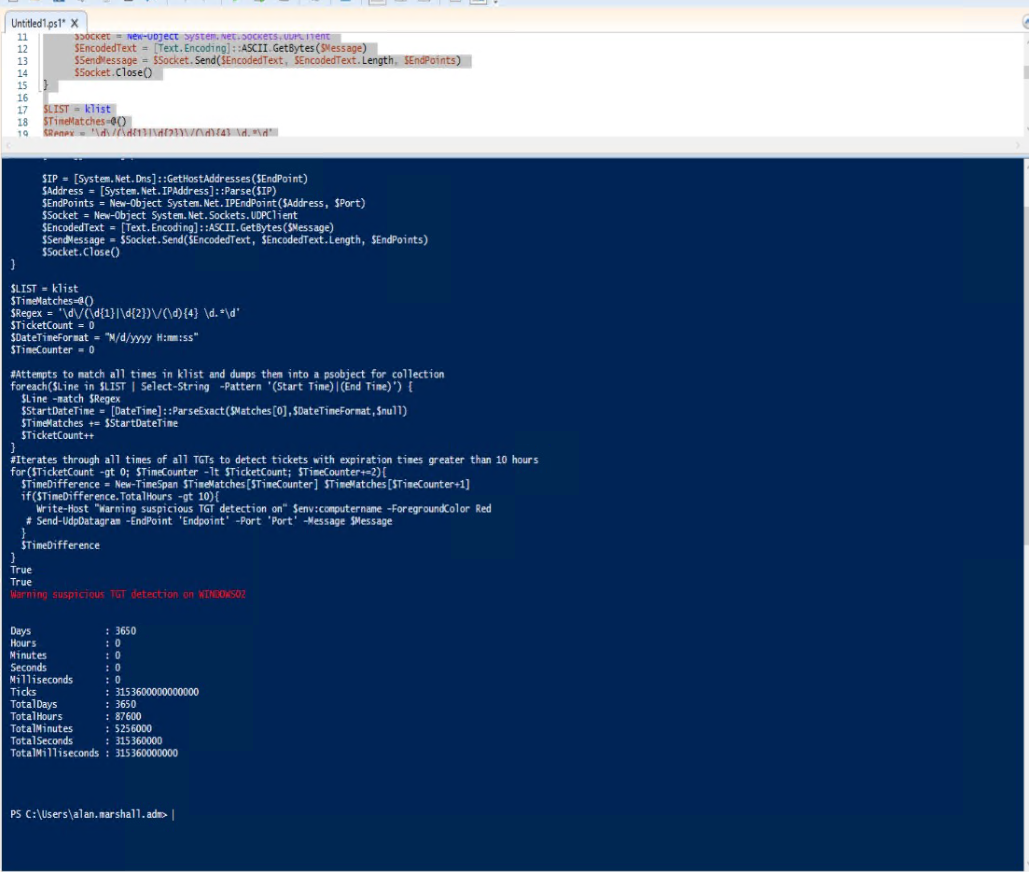 Untitled1.ps1* X
11 $Socket = New-Object System.Net.Sockets.UDPClient
12 $EncodedText = [Text.Encoding]::ASCII.GetBytes($Message)
13 $SendMessage = $Socket.Send($EncodedText, $EncodedText.Length, $EndPoints)
14 $Socket.Close()
15 }
16
17 $LIST = klist
18 $TimeMatches=@()
19 $Regex = '\d\/(\d{1}|\d{2})\/(\d){4} \d.*\d'
$IP = [System.Net.Dns]::GetHostAddresses($EndPoint)
$Address = [System.Net.IPAddress]::Parse($IP)
$EndPoints = New-Object System.Net.IPEndPoint($Address, $Port)
$Socket = New-Object System.Net.Sockets.UDPClient
$EncodedText = [Text.Encoding]::ASCII.GetBytes($Message)
$SendMessage = $Socket.Send($EncodedText, $EncodedText.Length, $EndPoints)
$Socket.Close()
}
$LIST = klist
$TimeMatches=@()
$Regex = '\d\/(\d{1}|\d{2})\/(\d){4} \d.*\d'
$TicketCount = 0
$DateTimeFormat = "M/d/yyyy H:mm:ss"
$TimeCounter = 0
#Attempts to match all times in klist and dumps them into a psobject for collection
foreach($Line in $LIST | Select-String -Pattern '(Start Time)|(End Time)') {
$Line -match $Regex
$StartDateTime = [DateTime]::ParseExact($Matches[0],$DateTimeFormat,$null)
$TimeMatches += $StartDateTime
$TicketCount++
}
#Iterates through all times of all TGTs to detect tickets with expiration times greater than 10 hours
for($TicketCount -gt 0; $TimeCounter -lt $TicketCount; $TimeCounter+=2){
$TimeDifference = New-TimeSpan $TimeMatches[$TimeCounter] $TimeMatches[$TimeCounter+1]
if($TimeDifference.TotalHours -gt 10){
Write-Host "Warning suspicious TGT detection on" $env:computername -ForegroundColor Red
# Send-UdpDatagram -EndPoint 'Endpoint' -Port 'Port' -Message $Message
}
$TimeDifference
}
True
True
Warning suspicious TGT detection on WINDOWS02
Days : 3650
Hours : 0
Minutes : 0
Seconds : 0
Milliseconds : 0
Ticks : 3153600000000000
TotalDays : 3650
TotalHours : 87600
TotalMinutes : 5256000
TotalSeconds : 315360000
TotalMilliseconds : 315360000000
PS C:\Users\alan.marshall.adm>